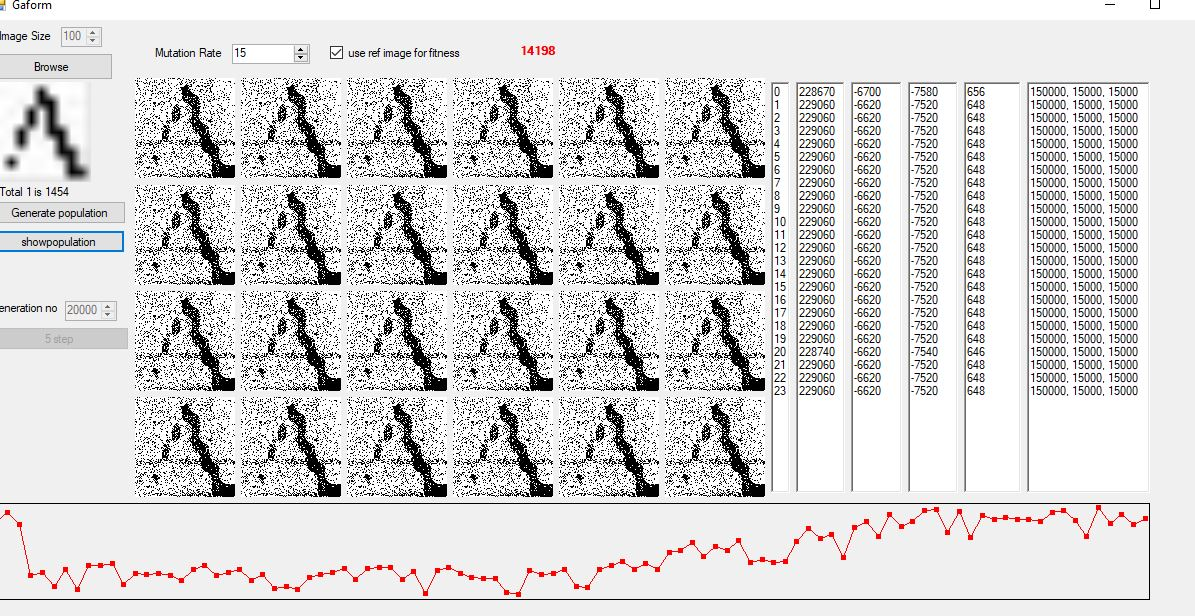 Gaform
Image Size 100
Mutation Rate 15 use ref image for fitness 14198
Browse
Total 1 is 1454
Generate population
showpopulation
eneration no 20000
5 step
0 228670 -6700 -7580 656 150000, 15000, 15000
1 229060 -6620 -7520 648 150000, 15000, 15000
2 229060 -6620 -7520 648 150000, 15000, 15000
3 229060 -6620 -7520 648 150000, 15000, 15000
4 229060 -6620 -7520 648 150000, 15000, 15000
5 229060 -6620 -7520 648 150000, 15000, 15000
6 229060 -6620 -7520 648 150000, 15000, 15000
7 229060 -6620 -7520 648 150000, 15000, 15000
8 229060 -6620 -7520 648 150000, 15000, 15000
9 229060 -6620 -7520 648 150000, 15000, 15000
10 229060 -6620 -7520 648 150000, 15000, 15000
11 229060 -6620 -7520 648 150000, 15000, 15000
12 229060 -6620 -7520 648 150000, 15000, 15000
13 229060 -6620 -7520 648 150000, 15000, 15000
14 229060 -6620 -7520 648 150000, 15000, 15000
15 229060 -6620 -7520 648 150000, 15000, 15000
16 229060 -6620 -7520 648 150000, 15000, 15000
17 229060 -6620 -7520 648 150000, 15000, 15000
18 229060 -6620 -7520 648 150000, 15000, 15000
19 229060 -6620 -7520 648 150000, 15000, 15000
20 228740 -6620 -7540 646 150000, 15000, 15000
21 229060 -6620 -7520 648 150000, 15000, 15000
22 229060 -6620 -7520 648 150000, 15000, 15000
23 229060 -6620 -7520 648 150000, 15000, 15000